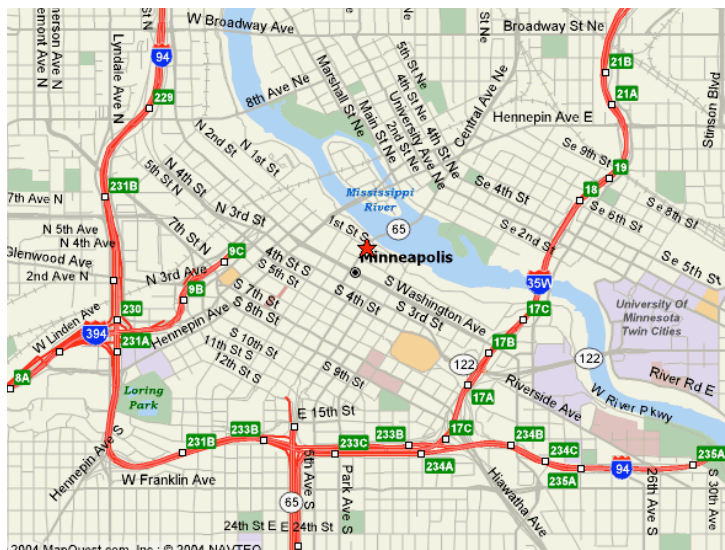 W Broadway Ave
Broadway St Ne
Lyndale Ave N
94
229
8th Ave Ne
Marshall St Ne
Main St Ne
5th St Ne
4th St Ne
University Ave Ne
2nd St Ne
4th St Ne
Central Ave Ne
Hennepin Ave E
21B
21A
Stinson Blvd
N 2nd St
N 1st St
N 4th St
5th St N
231B
7th Ave N
N 3rd St
Mississippi
River
Se 9th St
19
18
Se 4th St
Se 6th St
Se 8th St
Se 2nd St
Se 5th St
N 5th Ave
N 4th Ave
Glenwood Ave
2nd Ave N
7th St N
1st St S
65
Minneapolis
9C
N 3rd Ave
9B
4th St S
S 5th St
S 7th St
S 8th St
S 4th St
S 3rd St
S Washington Ave
35W
17C
University Of
Minnesota
Twin Cities
W Linden Ave
230
394
231A
Hennepin Ave
S 10th St
11th St S
12th St S
S 9th St
122
17B
122
8A
Loring
Park
17A
Riverside Ave
River Rd E
W River Pkwy
E 15th St
231B
233B
233C
233B
17C
234A
234B
234C
235A
94
235A
Hennepin Ave S
W Franklin Ave
5th Ave S
Park Ave S
65
Hiawatha Ave
26th Ave S
S 30th Ave
24th St E
E 24th St
2004 MapQuest.com, Inc.; © 2004 NAVTEQ